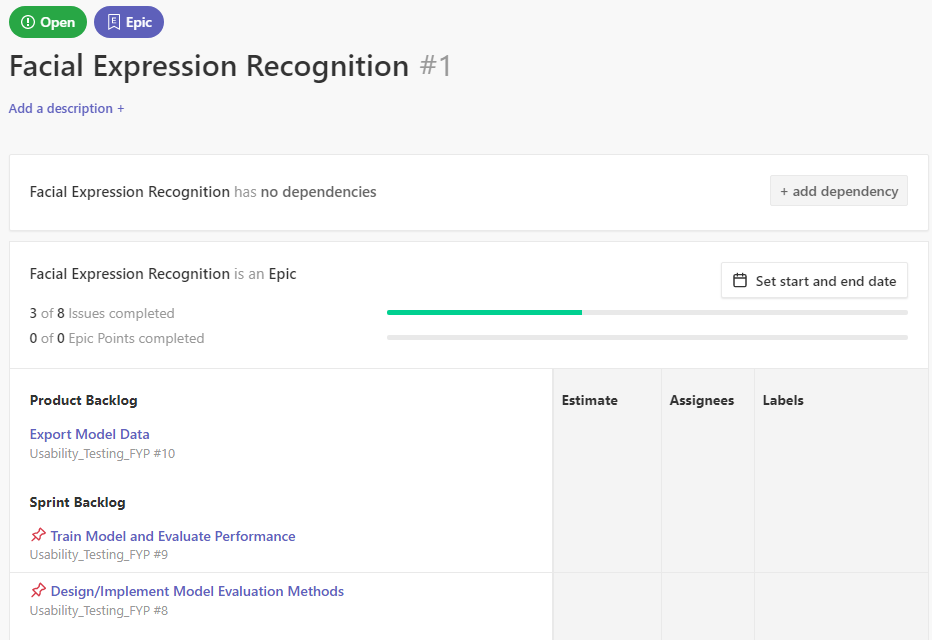 Open Epic
Facial Expression Recognition #1
Add a description +
Facial Expression Recognition has no dependencies
+ add dependency
Facial Expression Recognition is an Epic
Set start and end date
3 of 8 Issues completed
0 of 0 Epic Points completed
Product Backlog
Estimate
Assignees
Labels
Export Model Data
Usability_Testing_FYP #10
Sprint Backlog
Train Model and Evaluate Performance
Usability_Testing_FYP #9
Design/Implement Model Evaluation Methods
Usability_Testing_FYP #8